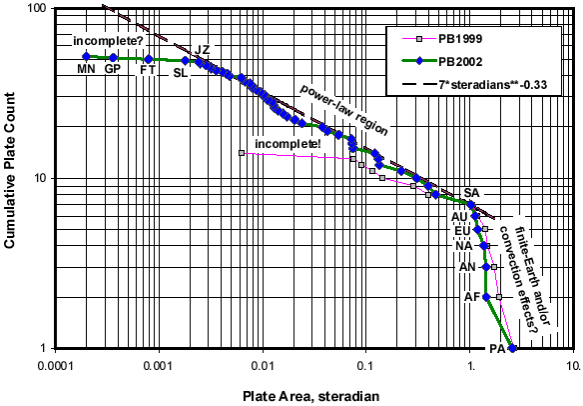 100
10
1
Cumulative Plate Count
incomplete?
MN
GP
FT
SL
JZ
PB1999
PB2002
7*steradians**-0.33
power-law region
incomplete!
SA
AU
EU
NA
AN
AF
PA
finite-Earth and/or
convection effects?
0.0001
0.001
0.01
0.1
1.
10.
Plate Area, steradian